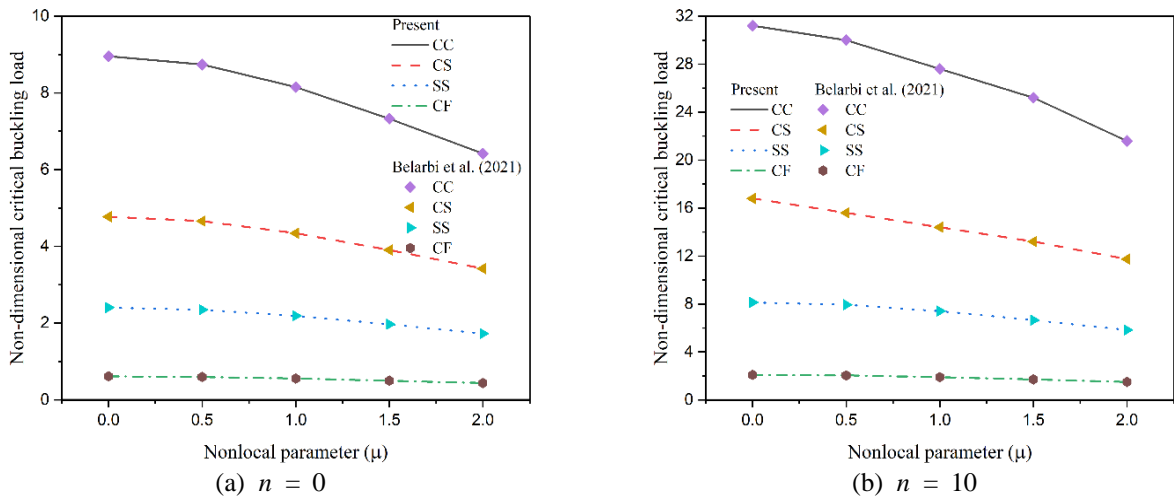 Non-dimensional critical buckling load
10
8
6
4
2
0
Present
CC
CS
SS
CF
Belarbi et al. (2021)
CC
CS
SS
CF
0.0 0.5 1.0 1.5 2.0
Nonlocal parameter (μ)
(a) n = 0
Non-dimensional critical buckling load
32
28
24
20
16
12
8
4
0
Present Belarbi et al. (2021)
CC CC
CS CS
SS SS
CF CF
0.0 0.5 1.0 1.5 2.0
Nonlocal parameter (μ)
(b) n = 10